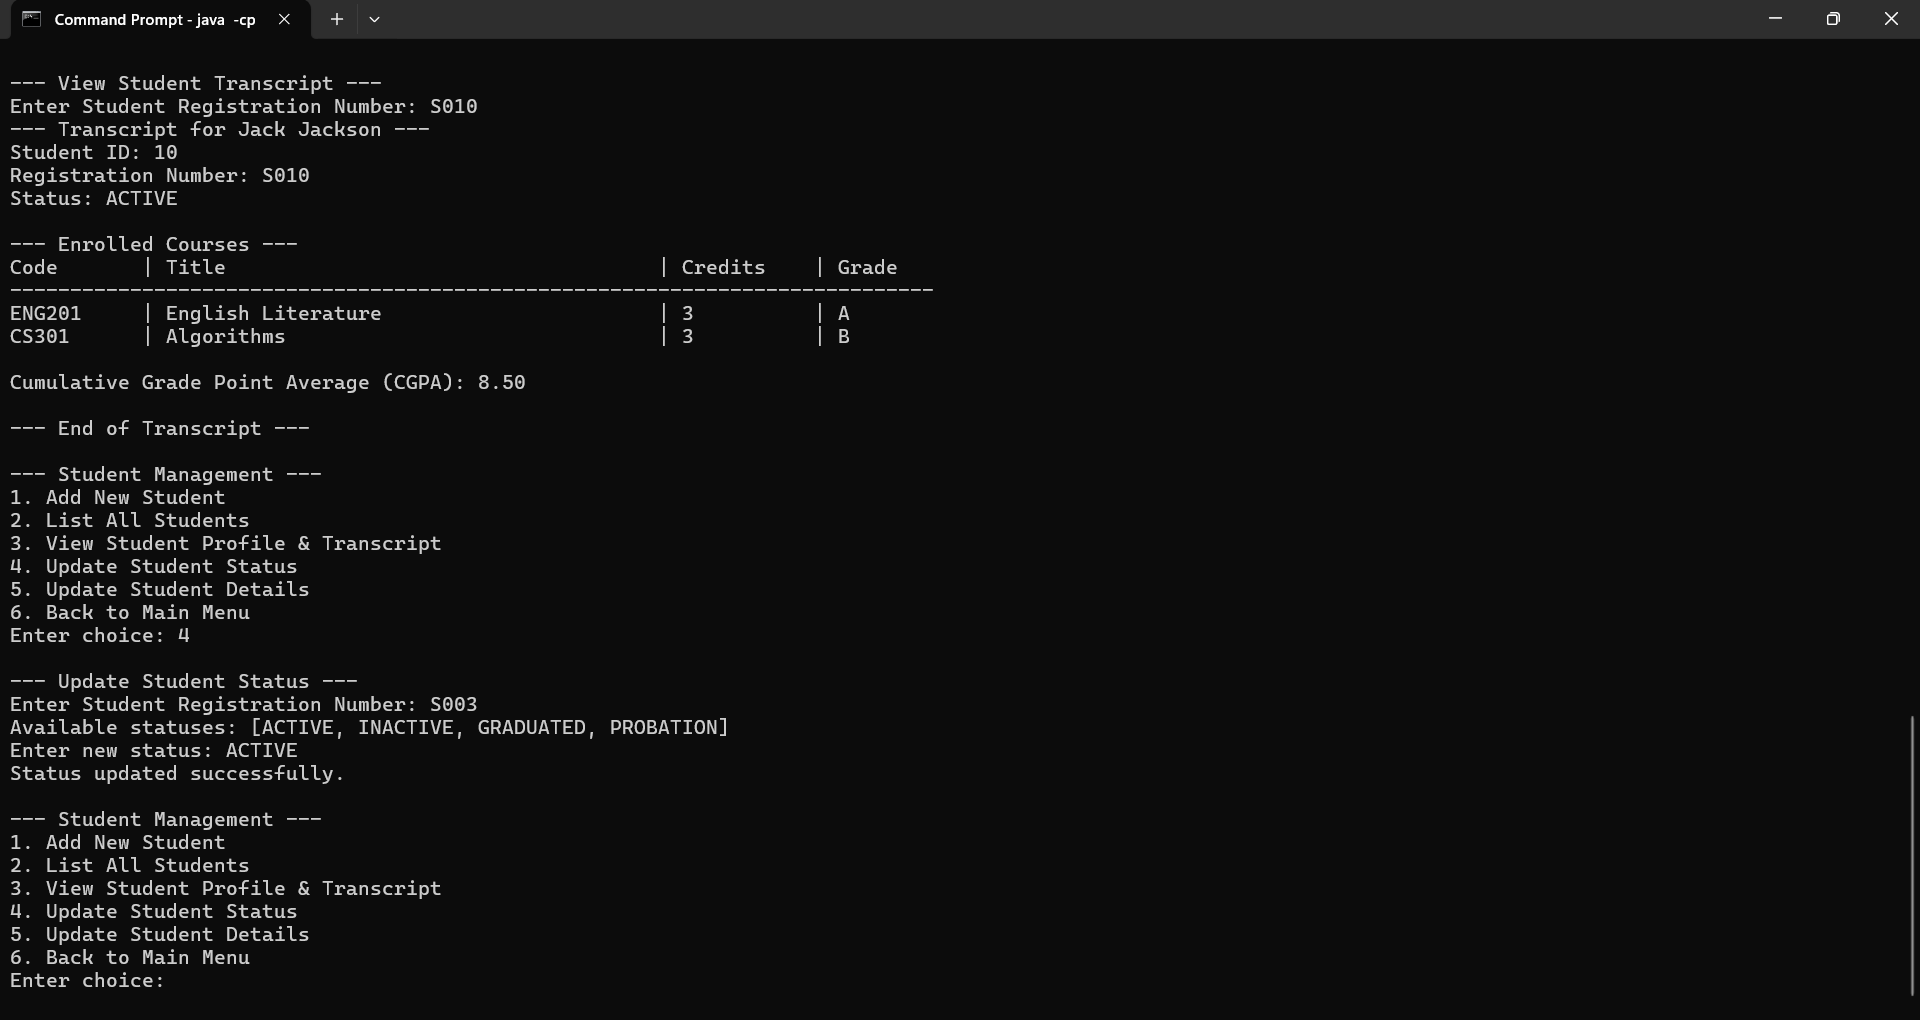 Command Prompt - java -cp
--- View Student Transcript ---
Enter Student Registration Number: S010
--- Transcript for Jack Jackson ---
Student ID: 10
Registration Number: S010
Status: ACTIVE
--- Enrolled Courses ---
Code | Title | Credits | Grade
-----------------------------------------------------------------------------
ENG201 | English Literature | 3 | A
CS301 | Algorithms | 3 | B
Cumulative Grade Point Average (CGPA): 8.50
--- End of Transcript ---
--- Student Management ---
1. Add New Student
2. List All Students
3. View Student Profile & Transcript
4. Update Student Status
5. Update Student Details
6. Back to Main Menu
Enter choice: 4
--- Update Student Status ---
Enter Student Registration Number: S003
Available statuses: [ACTIVE, INACTIVE, GRADUATED, PROBATION]
Enter new status: ACTIVE
Status updated successfully.
--- Student Management ---
1. Add New Student
2. List All Students
3. View Student Profile & Transcript
4. Update Student Status
5. Update Student Details
6. Back to Main Menu
Enter choice: